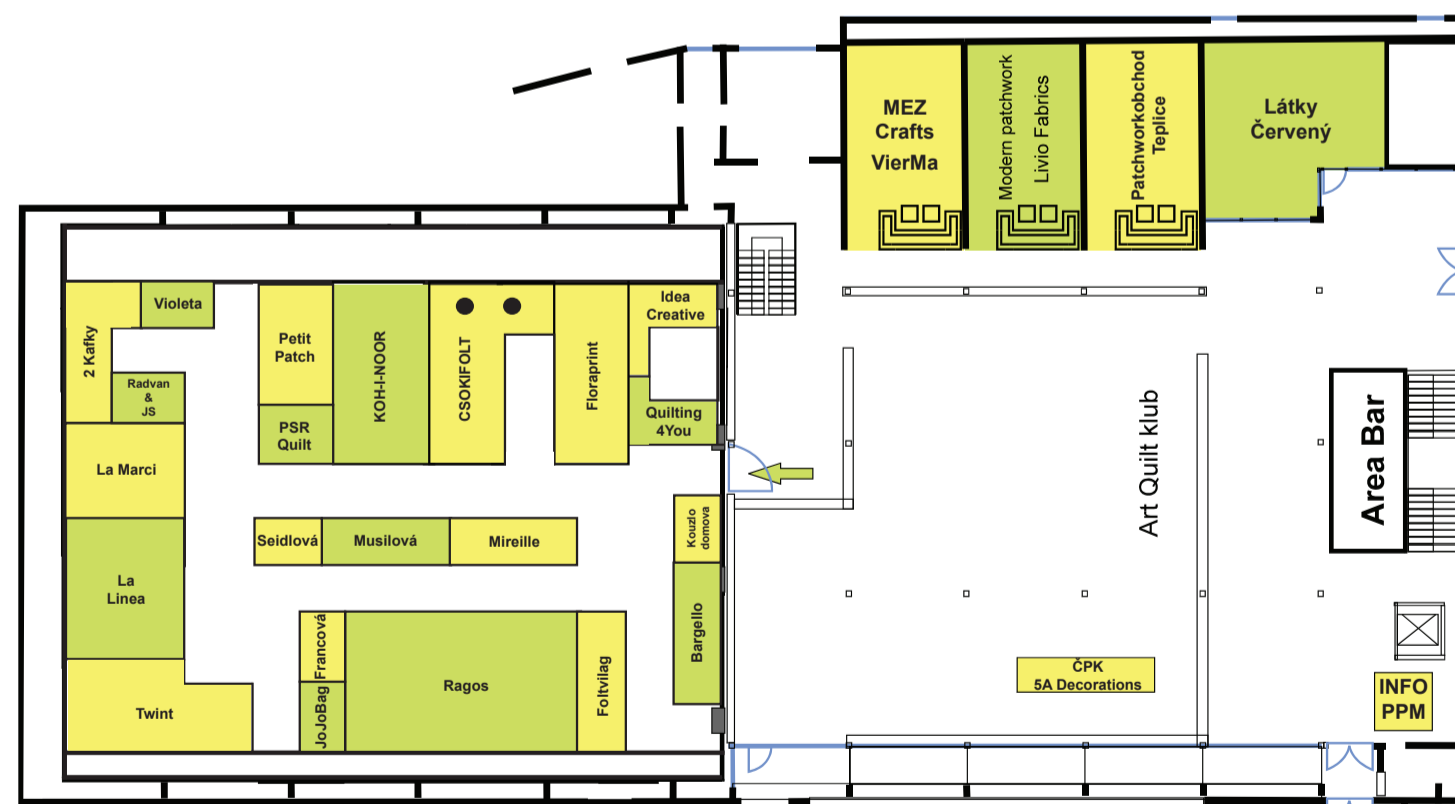 MEZ
Crafts
VierMa
Modern patchwork
Livio Fabrics
Patchworkobchod
Teplice
Látky
Červený
2 Kafky
Violeta
Radvan
&
JS
La Marci
La
Linea
Twint
Petit
Patch
PSR
Quilt
KOH-I-NOOR
CSOKIFOLT
Floraprint
Idea
Creative
Quilting
4You
Seidlová
Musilová
Mireille
Kouzlo
domova
Bargello
Francová
JoJoBag
Ragos
Foltvilag
Art Quilt klub
Area Bar
ČPK
5A Decorations
INFO
PPM